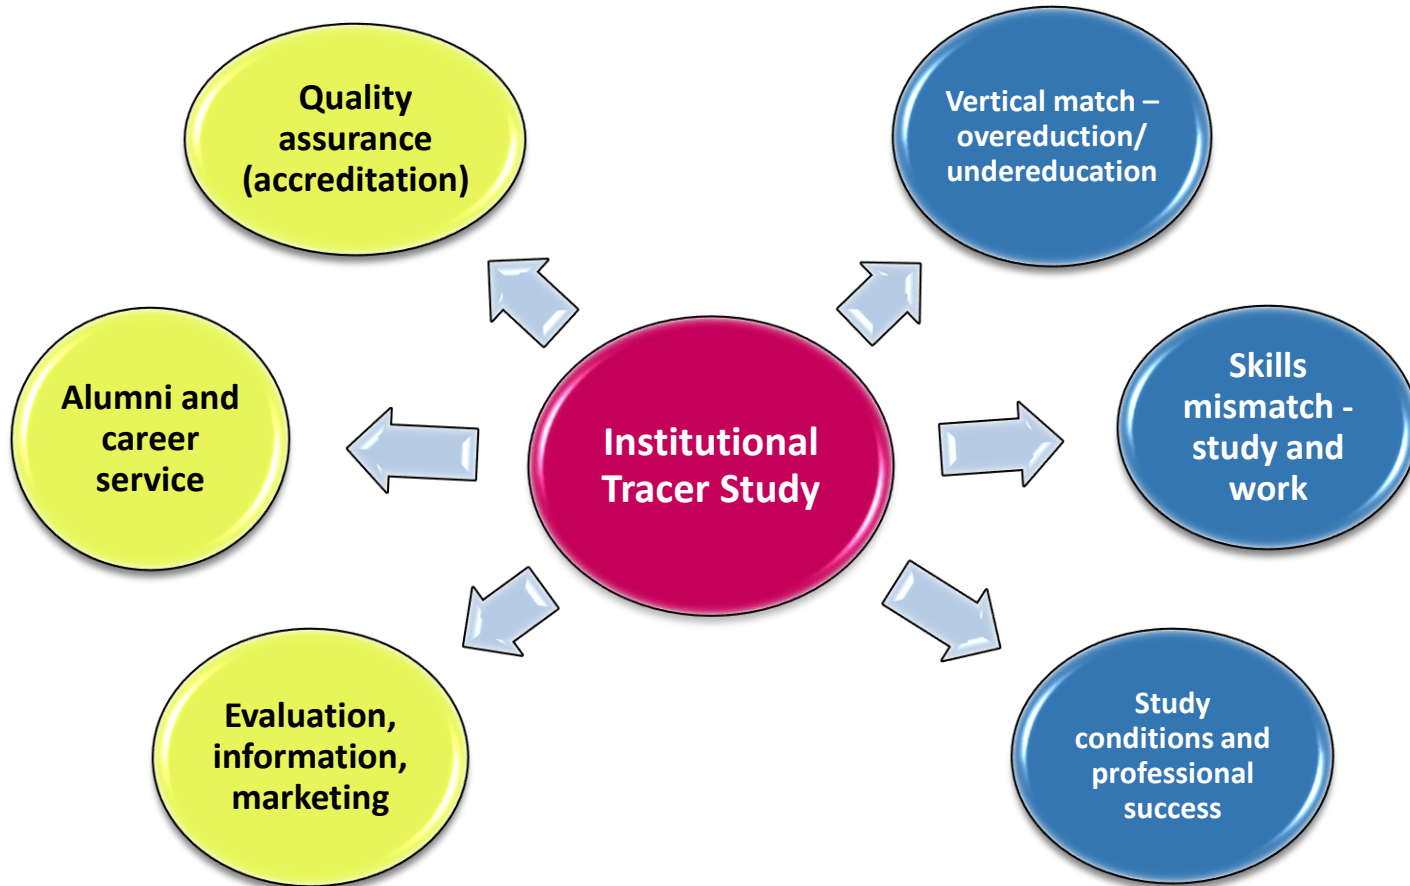 Quality
assurance
(accreditation)
Vertical match –
overeduction/
undereducation
Alumni and
career
service
Institutional
Tracer Study
Skills
mismatch -
study and
work
Evaluation,
information,
marketing
Study
conditions and
professional
success